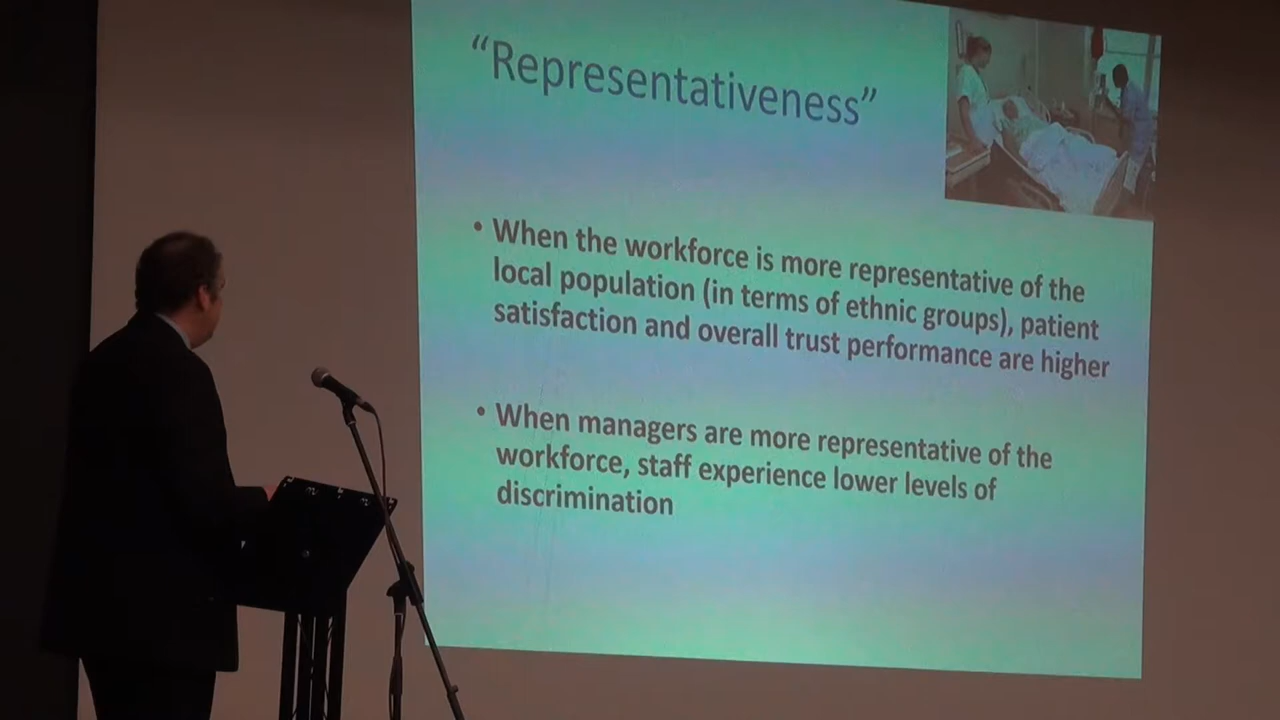 “Representativeness”
• When the workforce is more representative of the
local population (in terms of ethnic groups), patient
satisfaction and overall trust performance are higher
• When managers are more representative of the
workforce, staff experience lower levels of
discrimination